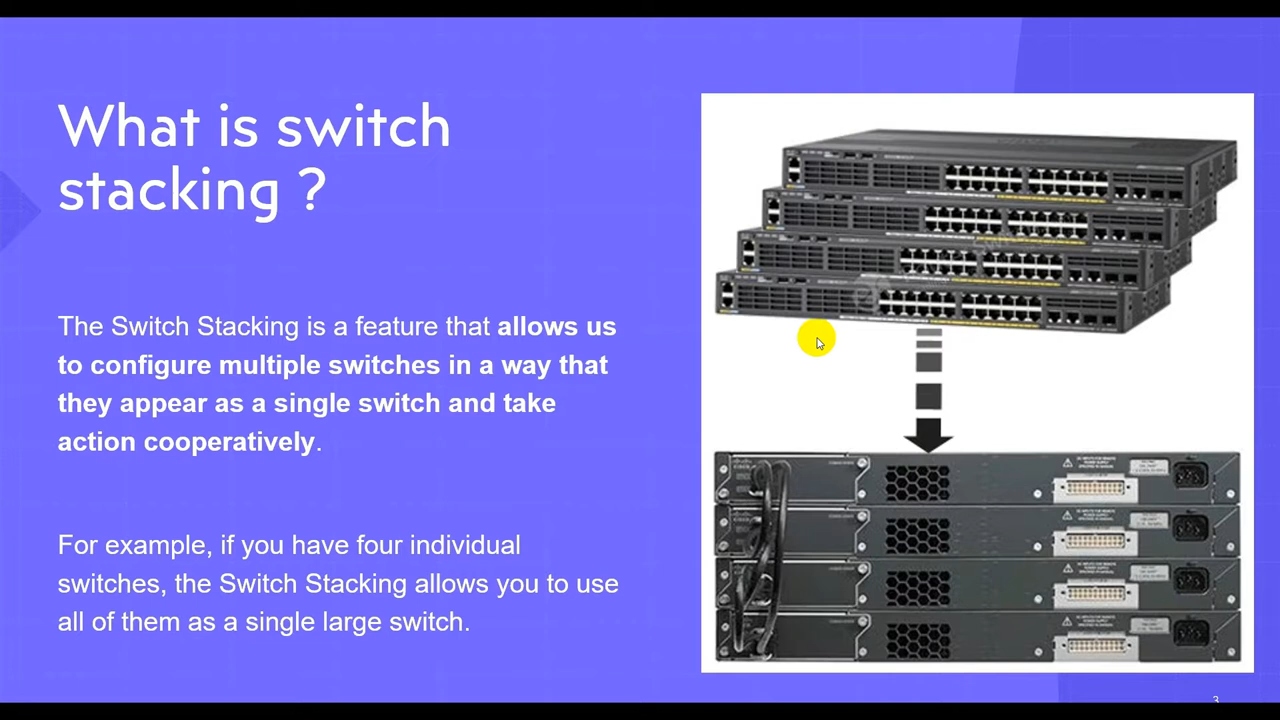 What is switch
stacking ?
The Switch Stacking is a feature that allows us
to configure multiple switches in a way that
they appear as a single switch and take
action cooperatively.
For example, if you have four individual
switches, the Switch Stacking allows you to use
all of them as a single large switch.
3